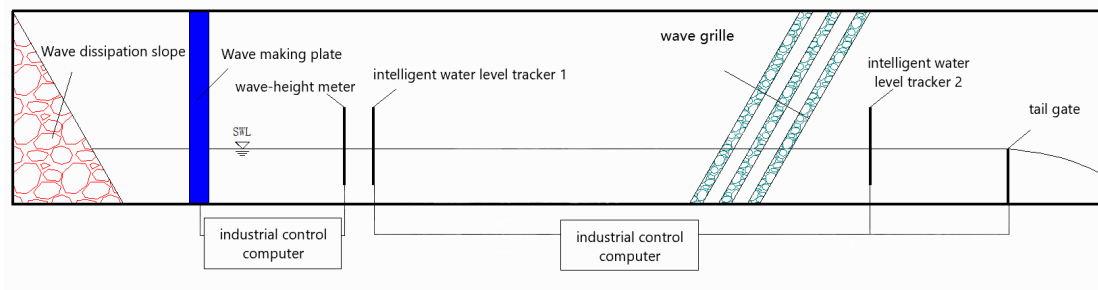 Wave dissipation slope
Wave making plate
wave-height meter
SWL
intelligent water level tracker 1
wave grille
intelligent water
level tracker 2
tail gate
industrial control
computer
industrial control
computer